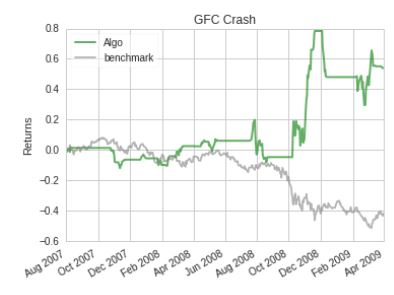 GFC Crash
Algo
benchmark
Returns
0.8
0.6
0.4
0.2
0.0
−0.2
−0.4
−0.6
Aug 2007
Oct 2007
Dec 2007
Feb 2008
Apr 2008
Jun 2008
Aug 2008
Oct 2008
Dec 2008
Feb 2009
Apr 2009